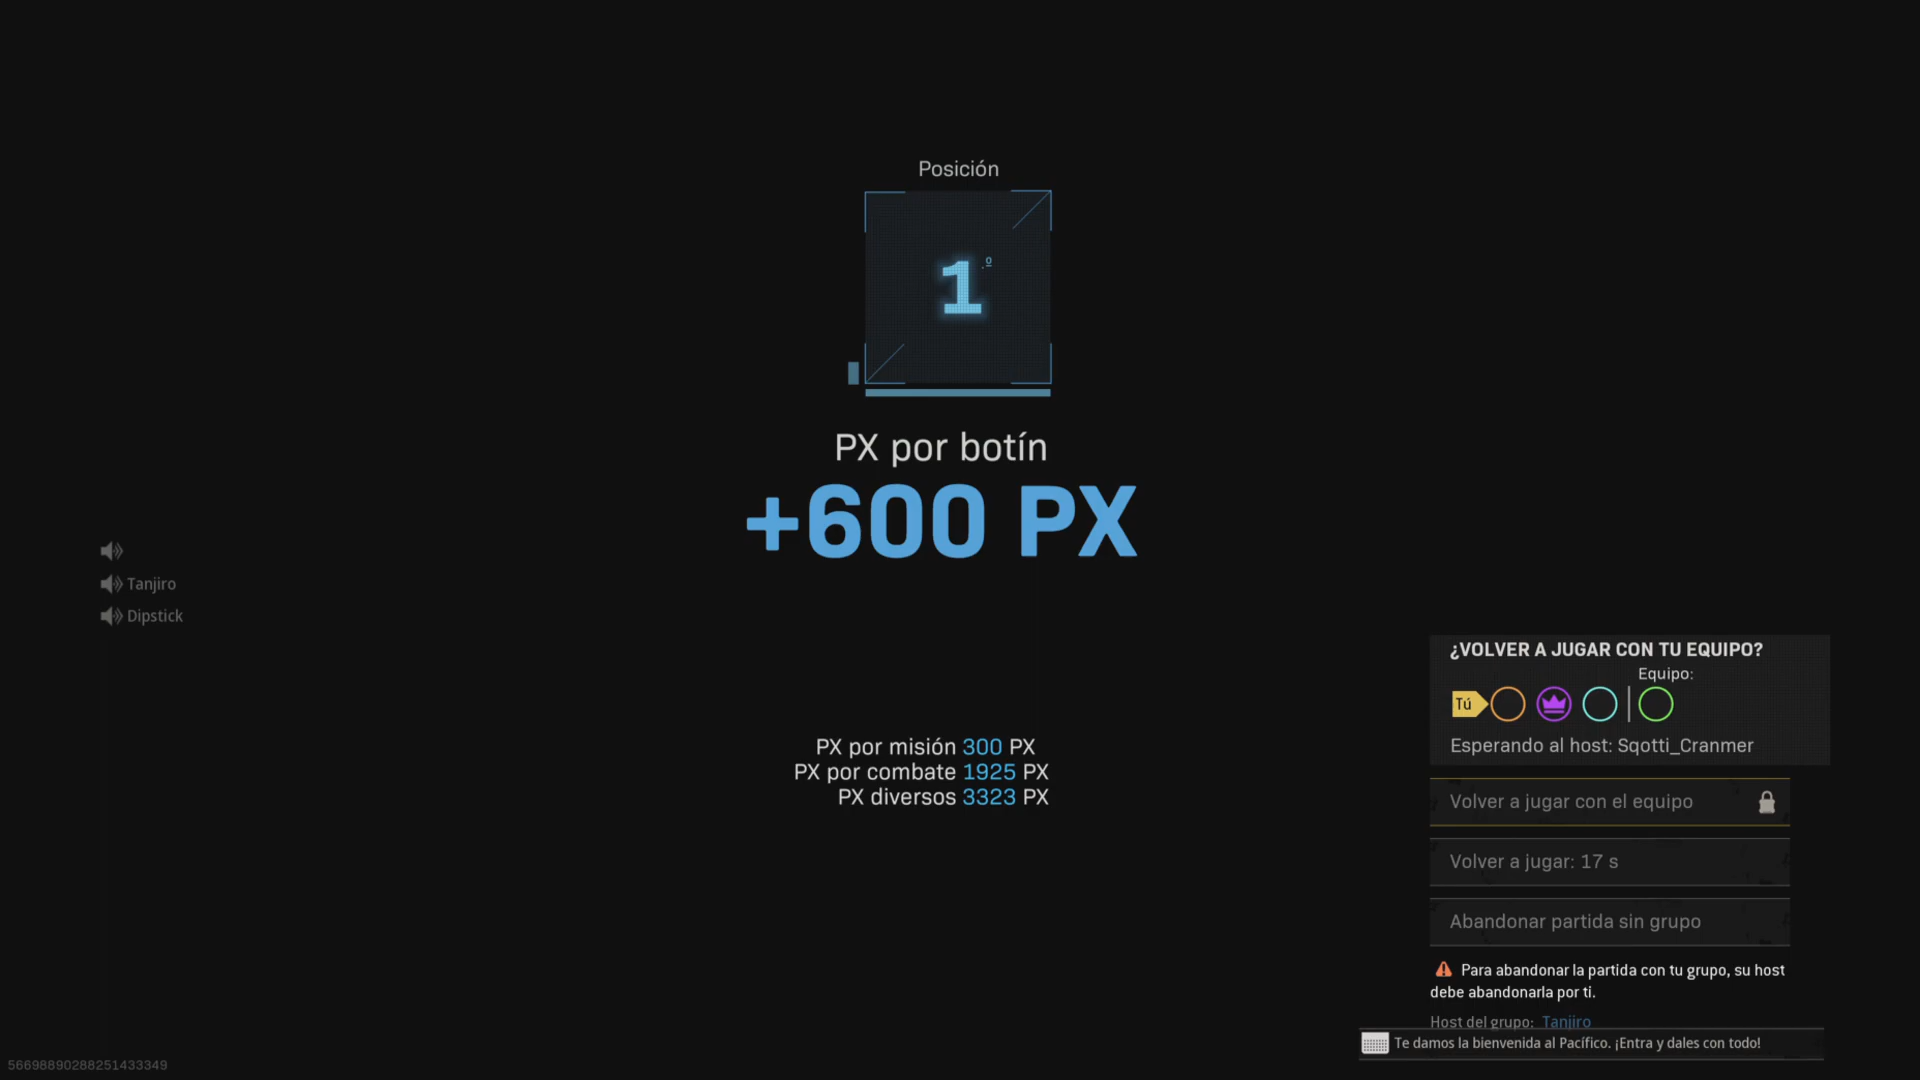 Posición
1.º
PX por botín
+600 PX
Tanjiro
Dipstick
PX por misión 300 PX
PX por combate 1925 PX
PX diversos 3323 PX
¿VOLVER A JUGAR CON TU EQUIPO?
Equipo:
Tú
Esperando al host: Sqotti_Cranmer
Volver a jugar con el equipo
Volver a jugar: 17 s
Abandonar partida sin grupo
Para abandonar la partida con tu grupo, su host
debe abandonarla por ti.
Host del grupo: Tanjiro
Te damos la bienvenida al Pacífico. ¡Entra y dales con todo!
56698890288251433349